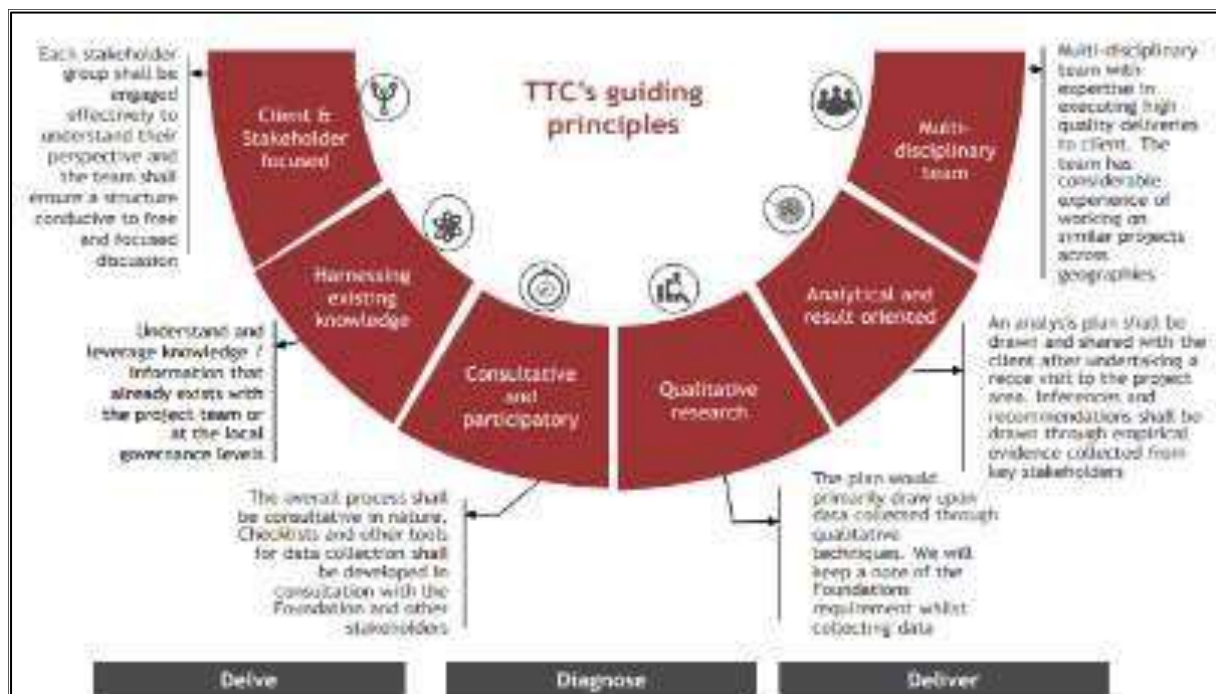 TTC's guiding
principles
Each stakeholder
group shall be
engaged
effectively to
understand their
perspective and
the team shall
ensure a structure
conducive to free
and focused
discussion
Client &
Stakeholder
focused
Understand and
leverage knowledge /
information that
already exists with
the project team or
at the local
governance levels
Harnessing
existing
knowledge
The overall process shall
be consultative in nature.
Checklists and other tools
for data collection shall
be developed in
consultation with the
Foundation and other
stakeholders
Consultative
and
participatory
Qualitative
research
The plan would
primarily draw upon
data collected through
qualitative
techniques. We will
keep a note of the
Foundations
requirement whilst
collecting data
Analytical and
result oriented
An analysis plan shall be
drawn and shared with the
client after undertaking a
recce visit to the project
area. Inferences and
recommendations shall be
drawn through empirical
evidence collected from
key stakeholders
Multi-
disciplinary
team
Multi-disciplinary
team with
expertise in
executing high
quality deliveries
to client. The
team has
considerable
experience of
working on
similar projects
across
geographies
Delve
Diagnose
Deliver